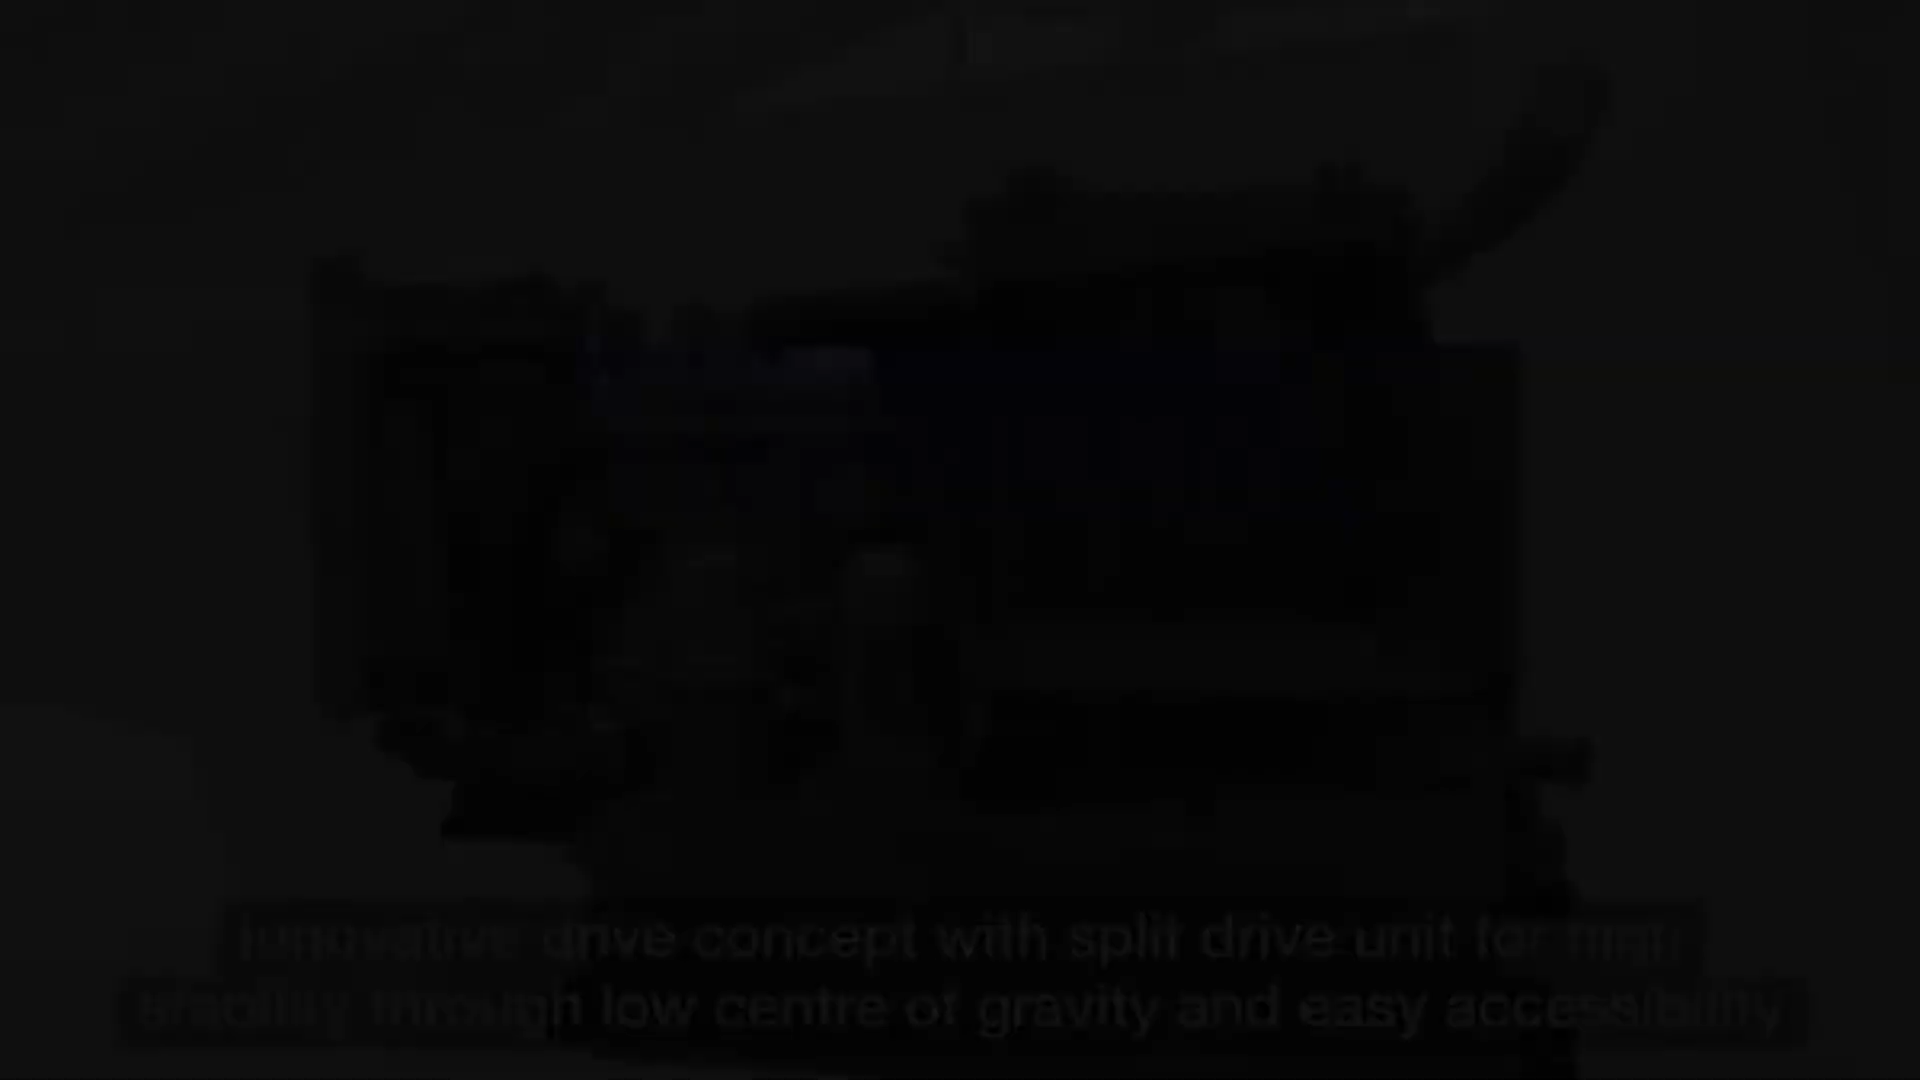 Innovative drive concept with split drive unit for high
stability through low centre of gravity and easy accessibility